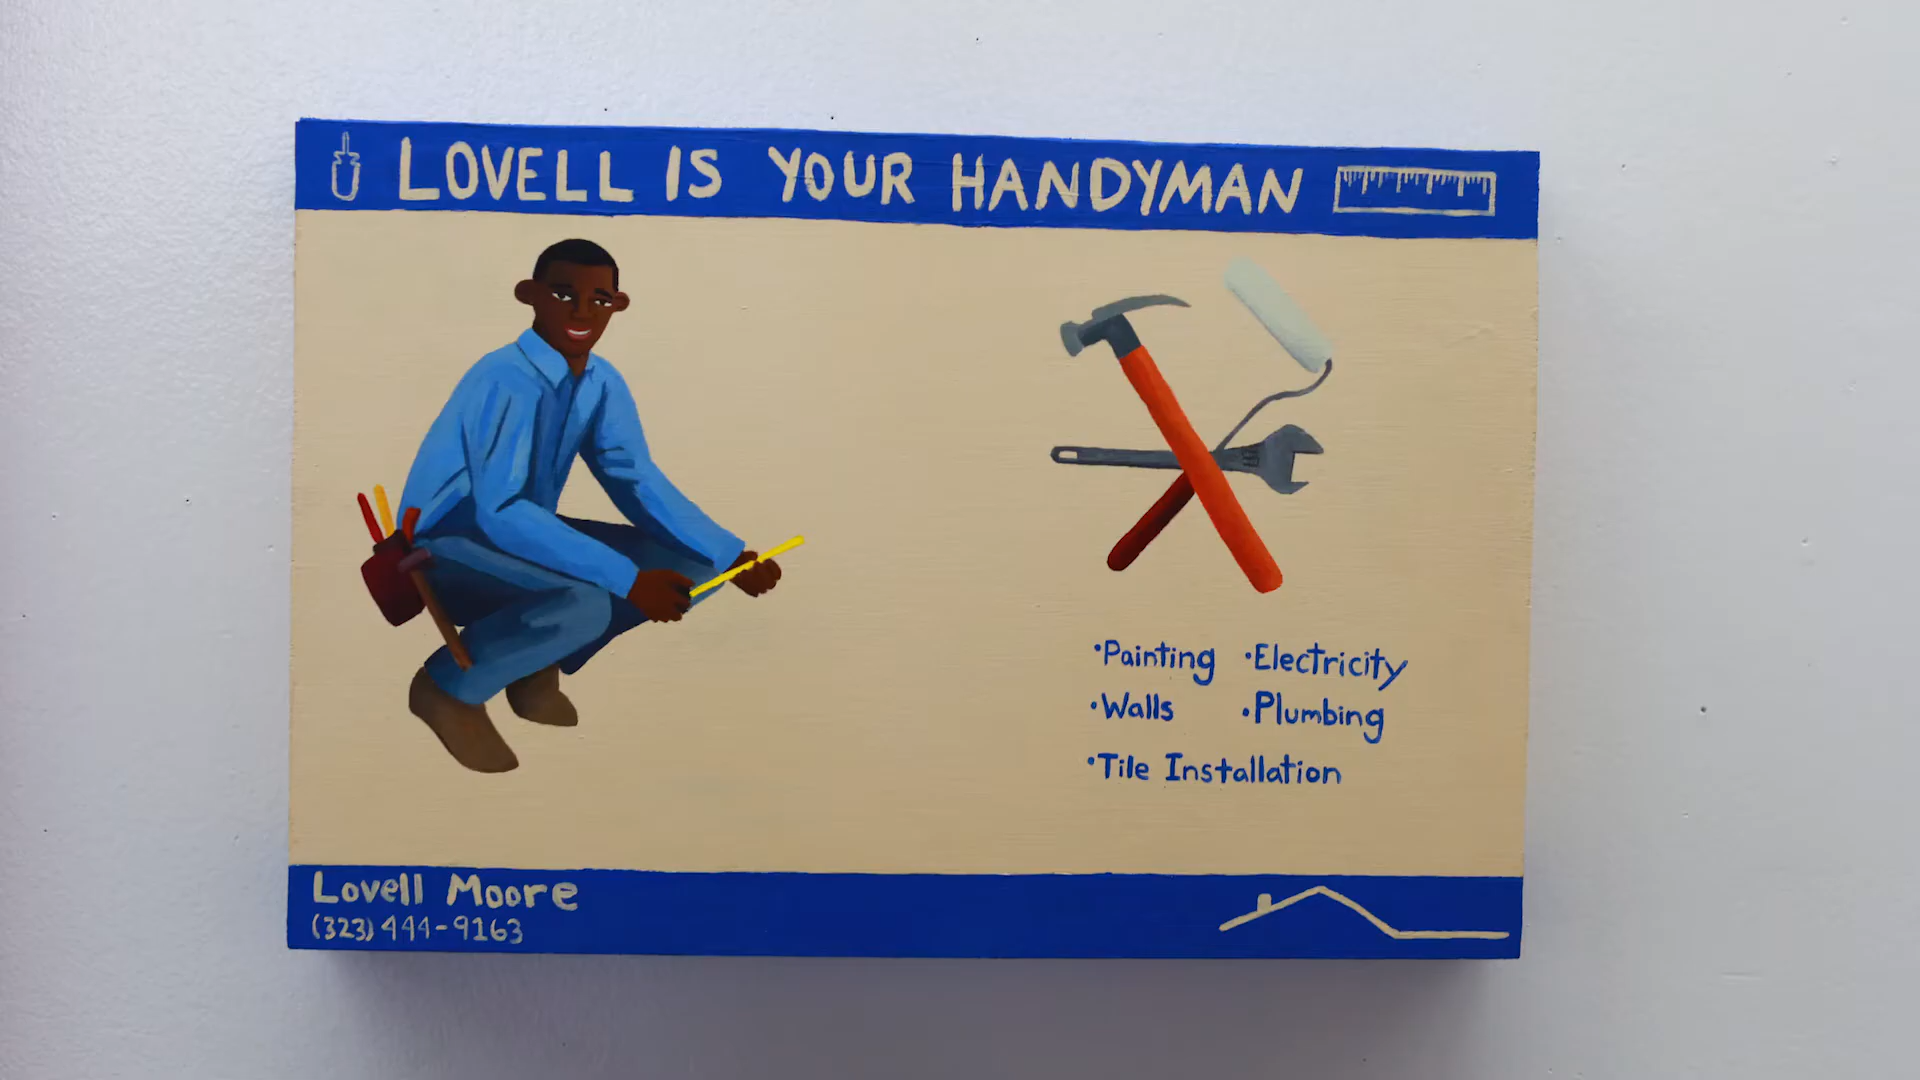 LOVELL IS YOUR HANDYMAN
·Painting ·Electricity
·Walls ·Plumbing
·Tile Installation
Lovell Moore
(323) 444-9163